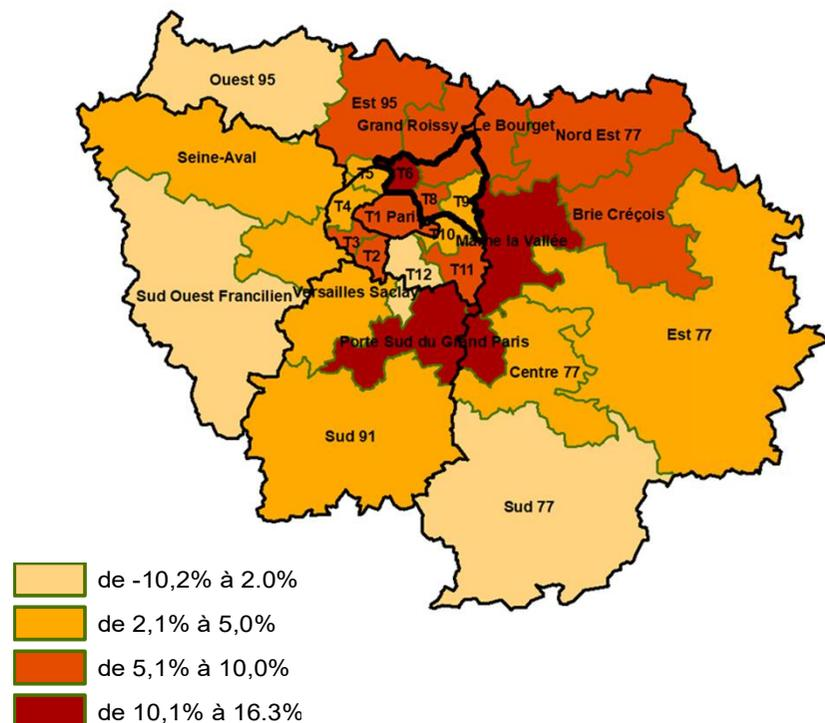 Ouest 95
Est 95
Grand Roissy - Le Bourget
Nord Est 77
Seine-Aval
T5
T6
T8
T9
T4
T1 Paris
Brie Créçois
T10
Marne la Vallée
T3
T2
T12
T11
Sud Ouest Francilien
Versailles Saclay
Porte Sud du Grand Paris
Est 77
Centre 77
Sud 91
Sud 77
de -10,2% à 2.0%
de 2,1% à 5,0%
de 5,1% à 10,0%
de 10,1% à 16.3%